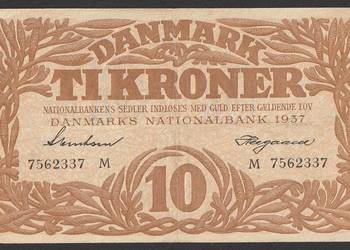 DANMARK
TI KRONER
NATIONALBANKENS SEDLER INDLØSES MED GULD EFTER GÆLDENDE LOV
DANMARKS NATIONALBANK 1937
7562337 M M 7562337
10